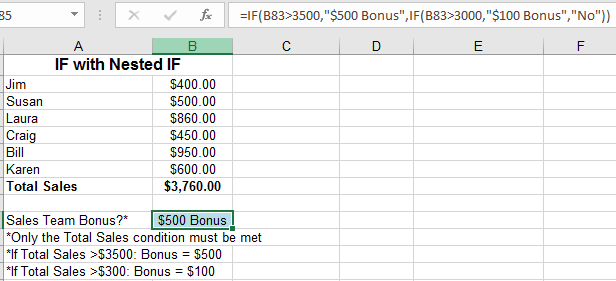 85 fx =IF(B83>3500,"$500 Bonus",IF(B83>3000,"$100 Bonus","No"))
A B C D E F
IF with Nested IF
Jim $400.00
Susan $500.00
Laura $860.00
Craig $450.00
Bill $950.00
Karen $600.00
Total Sales $3,760.00
Sales Team Bonus?* $500 Bonus
*Only the Total Sales condition must be met
*If Total Sales >$3500: Bonus = $500
*If Total Sales >$300: Bonus = $100